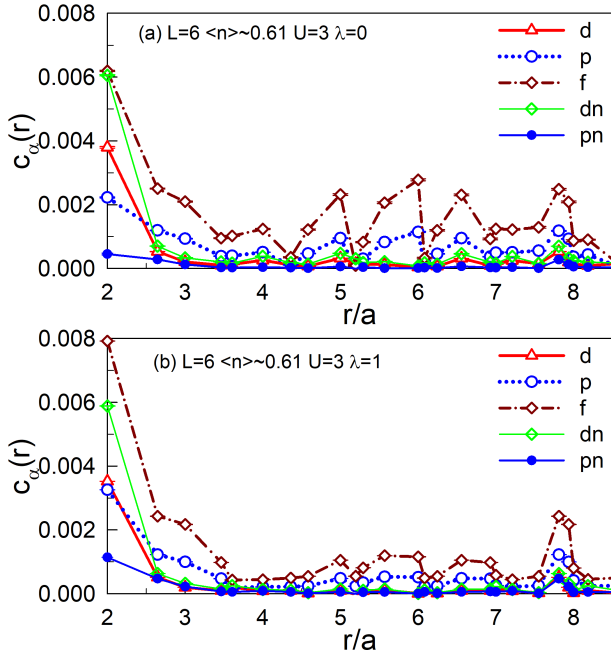 0.008
(a) L=6 <n>~0.61 U=3 λ=0
d
p
f
dn
pn
0.006
0.004
0.002
0.000
cα(r)
2 3 4 5 6 7 8
r/a
0.008
(b) L=6 <n>~0.61 U=3 λ=1
d
p
f
dn
pn
0.006
0.004
0.002
0.000
cα(r)
2 3 4 5 6 7 8
r/a